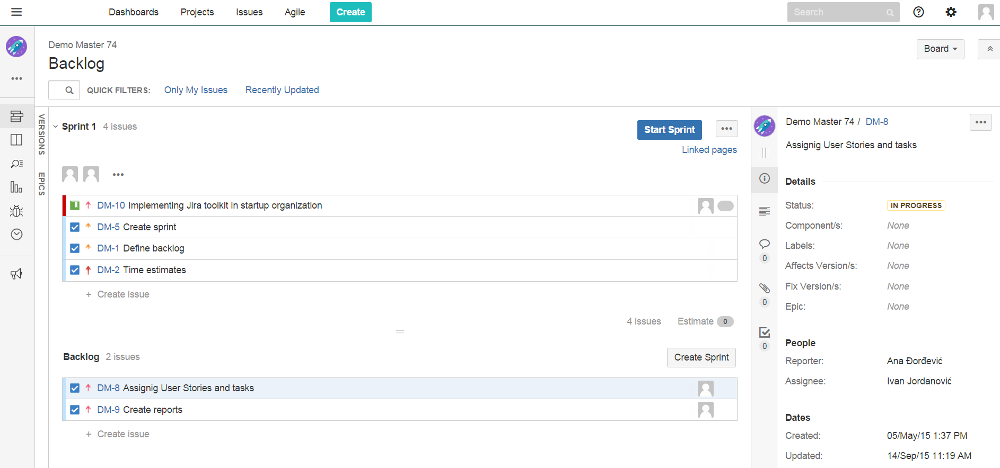 Dashboards Projects Issues Agile Create Search
Demo Master 74
Backlog
Board
QUICK FILTERS: Only My Issues Recently Updated
VERSIONS
EPICS
Sprint 1 4 issues
Start Sprint
Linked pages
DM-10 Implementing Jira toolkit in startup organization
DM-5 Create sprint
DM-1 Define backlog
DM-2 Time estimates
+ Create issue
4 issues Estimate 0
Backlog 2 issues
Create Sprint
DM-8 Assignig User Stories and tasks
DM-9 Create reports
+ Create issue
0
0
0
Demo Master 74 / DM-8
Assignig User Stories and tasks
Details
Status: IN PROGRESS
Component/s: None
Labels: None
Affects Version/s: None
Fix Version/s: None
Epic: None
People
Reporter: Ana Đorđević
Assignee: Ivan Jordanović
Dates
Created: 05/May/15 1:37 PM
Updated: 14/Sep/15 11:19 AM